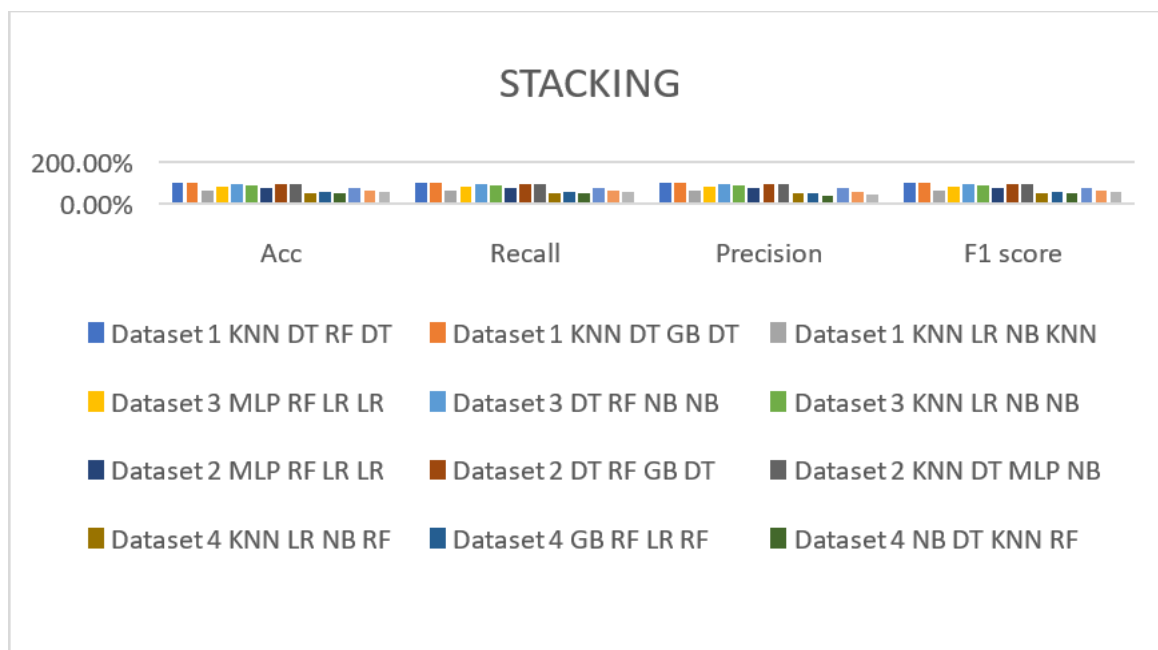 STACKING
200.00%
0.00%
Acc Recall Precision F1 score
Dataset 1 KNN DT RF DT Dataset 1 KNN DT GB DT Dataset 1 KNN LR NB KNN
Dataset 3 MLP RF LR LR Dataset 3 DT RF NB NB Dataset 3 KNN LR NB NB
Dataset 2 MLP RF LR LR Dataset 2 DT RF GB DT Dataset 2 KNN DT MLP NB
Dataset 4 KNN LR NB RF Dataset 4 GB RF LR RF Dataset 4 NB DT KNN RF